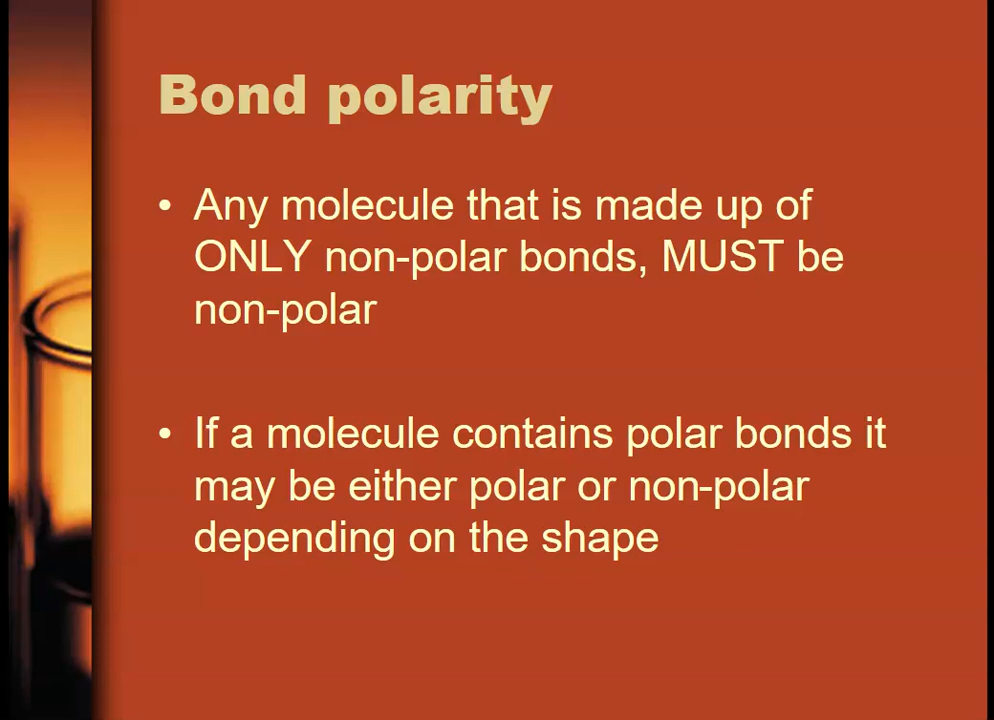 Bond polarity
• Any molecule that is made up of
ONLY non-polar bonds, MUST be
non-polar
• If a molecule contains polar bonds it
may be either polar or non-polar
depending on the shape